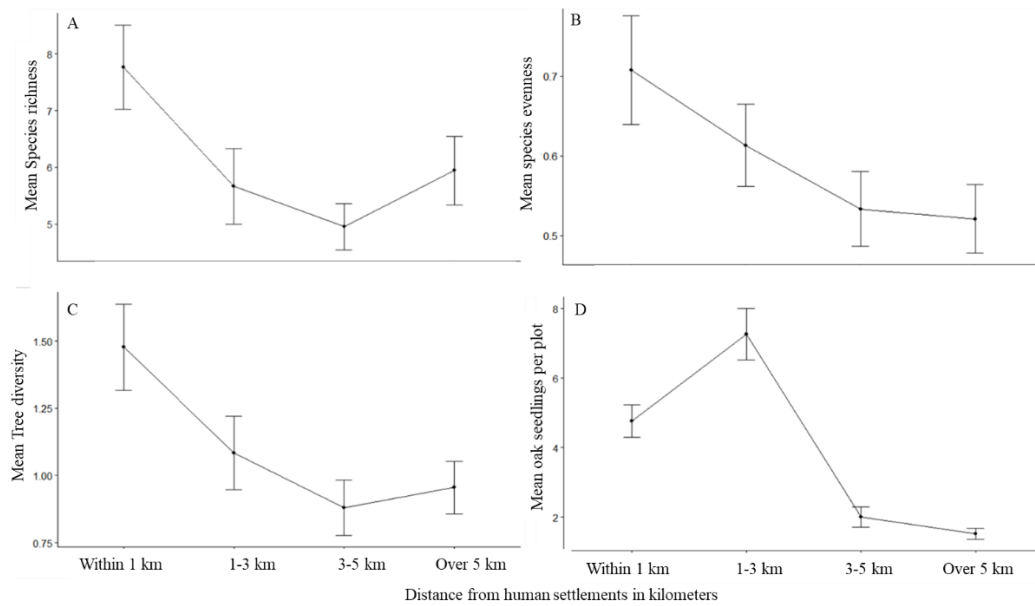 A
Mean Species richness
8
7
6
5
B
Mean species evenness
0.7
0.6
0.5
C
Mean Tree diversity
1.50
1.25
1.00
0.75
D
Mean oak seedlings per plot
8
6
4
2
Within 1 km 1-3 km 3-5 km Over 5 km
Within 1 km 1-3 km 3-5 km Over 5 km
Distance from human settlements in kilometers